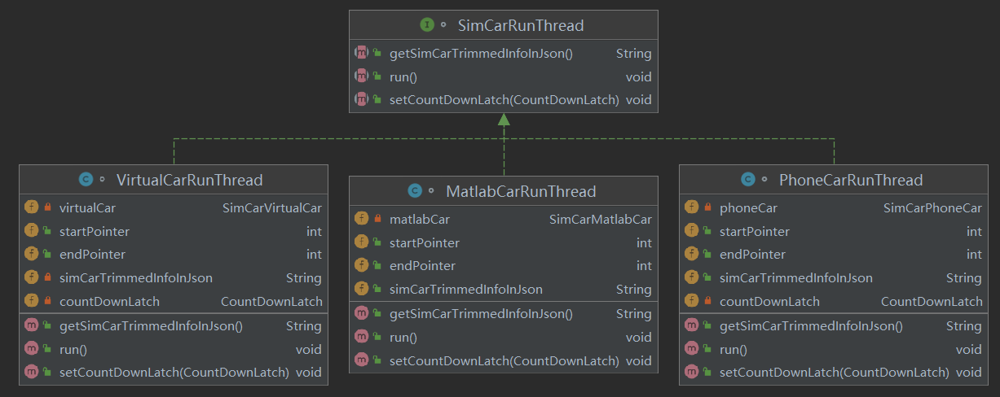 I SimCarRunThread
m getSimCarTrimmedInfoInJson() String
m run() void
m setCountDownLatch(CountDownLatch) void
C VirtualCarRunThread
f virtualCar SimCarVirtualCar
f startPointer int
f endPointer int
f simCarTrimmedInfoInJson String
f countDownLatch CountDownLatch
m getSimCarTrimmedInfoInJson() String
m run() void
m setCountDownLatch(CountDownLatch) void
C MatlabCarRunThread
f matlabCar SimCarMatlabCar
f startPointer int
f endPointer int
f simCarTrimmedInfoInJson String
m getSimCarTrimmedInfoInJson() String
m run() void
m setCountDownLatch(CountDownLatch) void
C PhoneCarRunThread
f phoneCar SimCarPhoneCar
f startPointer int
f endPointer int
f simCarTrimmedInfoInJson String
f countDownLatch CountDownLatch
m getSimCarTrimmedInfoInJson() String
m run() void
m setCountDownLatch(CountDownLatch) void